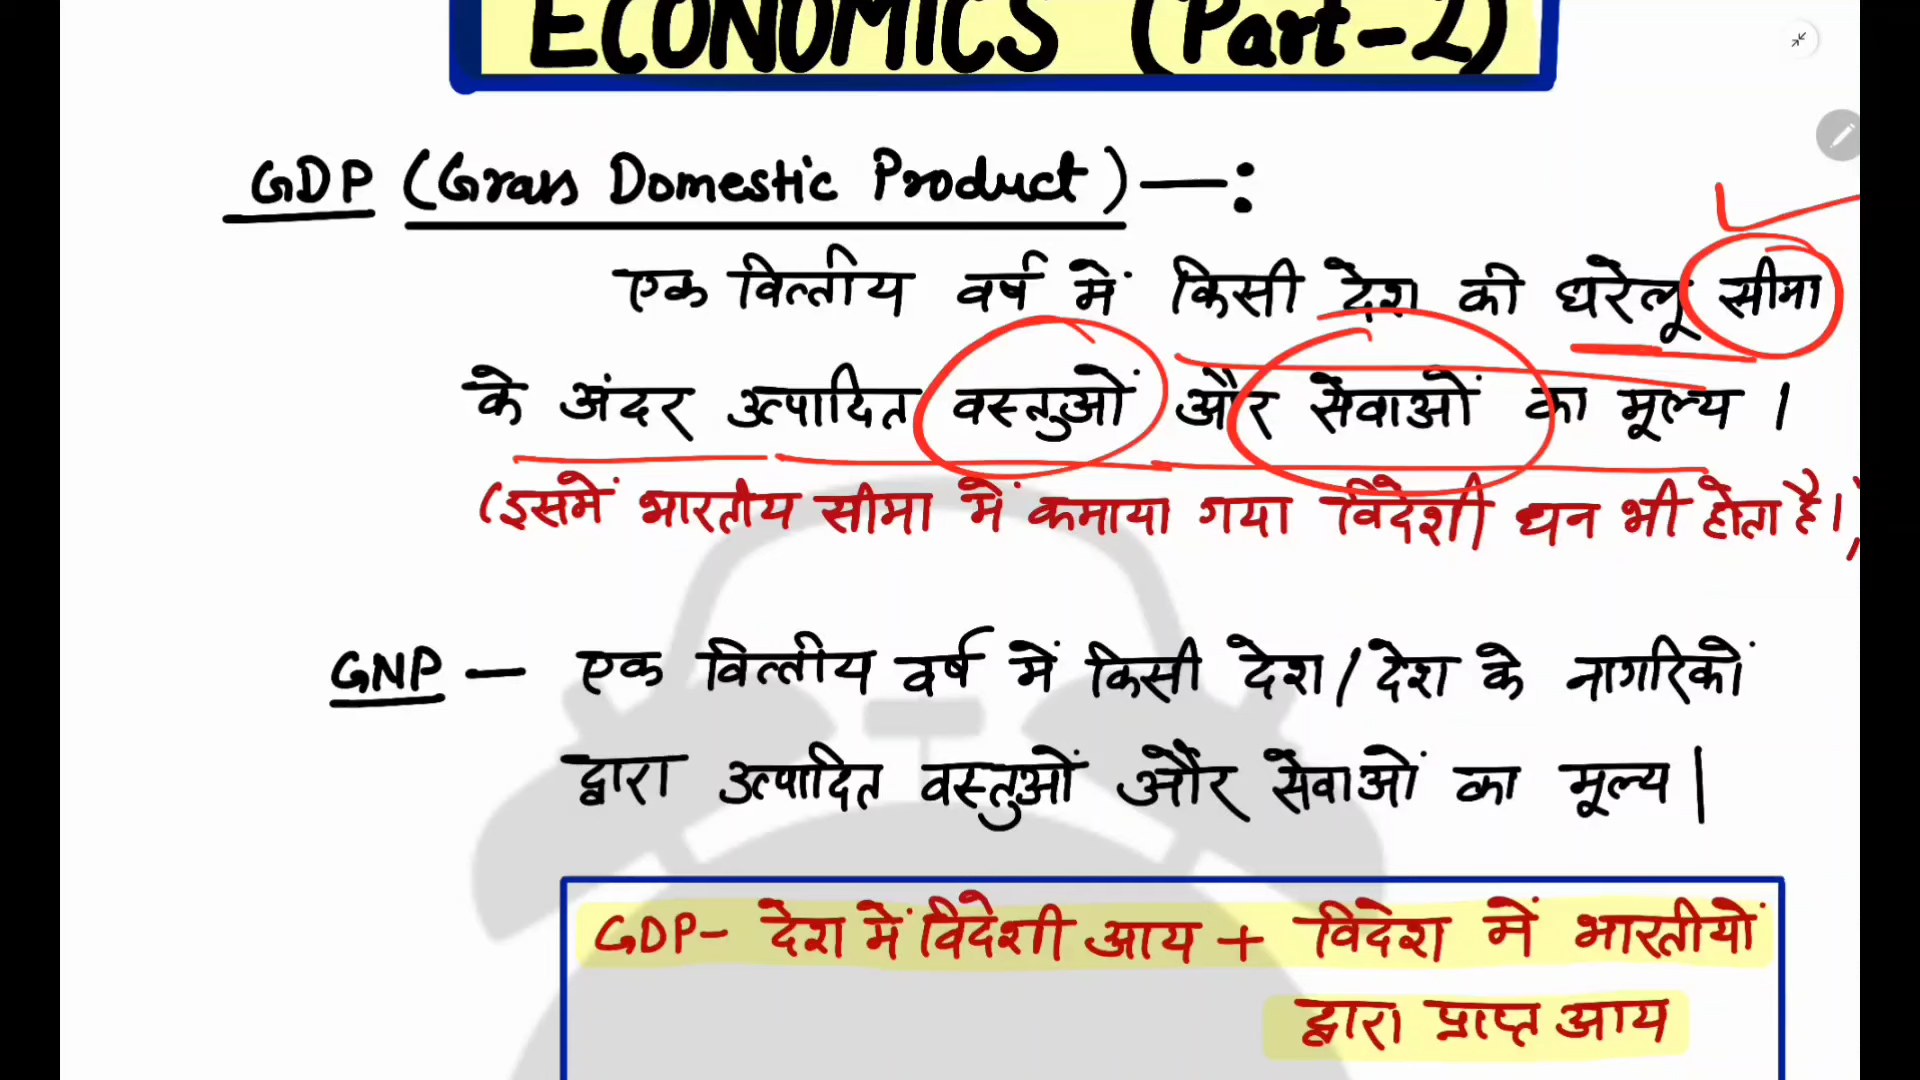 ECONOMICS (Part-2)
GDP (Grass Domestic Product) —:
एक वित्तीय वर्ष में किसी देश की घरेलू सीमा
के अंदर उत्पादित वस्तुओं और सेवाओं का मूल्य ।
(इसमें भारतीय सीमा में कमाया गया विदेशी धन भी होता है।)
GNP — एक वित्तीय वर्ष में किसी देश/देश के नागरिकों
द्वारा उत्पादित वस्तुओं और सेवाओं का मूल्य |
GDP- देश में विदेशी आय + विदेश में भारतीयों
द्वारा प्राप्त आय